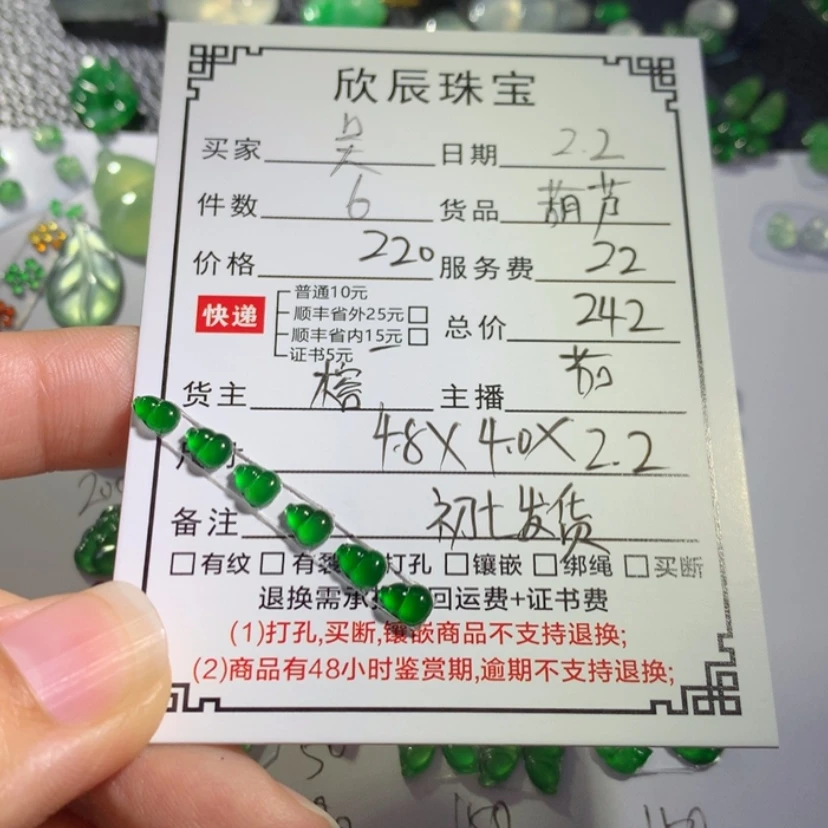 欣辰珠宝
买家 吴 日期 2.2
件数 6 货品 葫芦
价格 220 服务费 22
快递 普通10元
顺丰省外25元□
顺丰省内15元□ 总价 242
证书5元
货主 主播
4.8X4.0X2.2
备注 初七发货
□有纹 □有裂 打孔 □镶嵌 □绑绳 □买断
退换需承 回运费+证书费
(1)打孔,买断,镶嵌商品不支持退换;
(2)商品有48小时鉴赏期,逾期不支持退换;
150
150